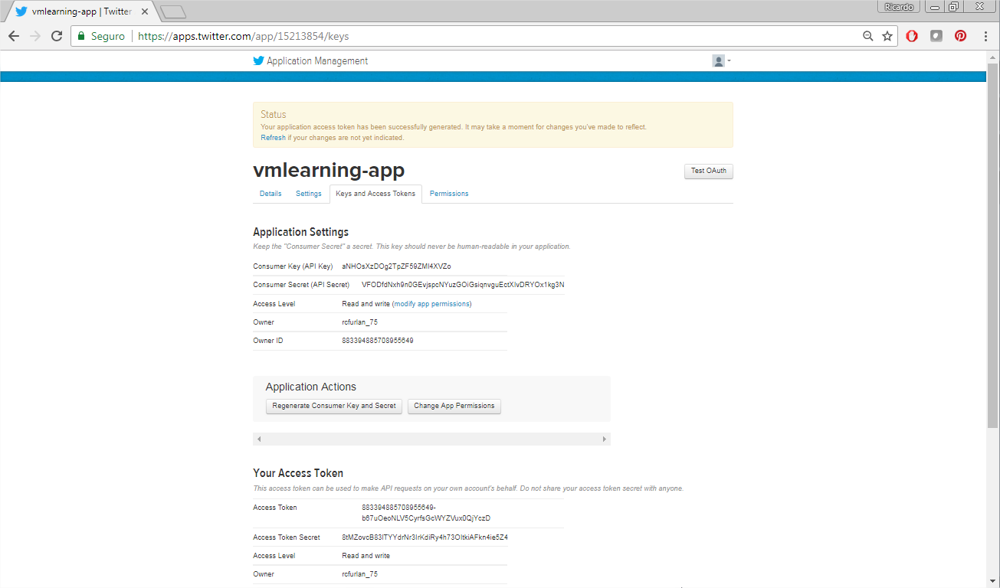 vmlearning-app | Twitter
Ricardo
Seguro
https://apps.twitter.com/app/15213854/keys
Application Management
Status
Your application access token has been successfully generated. It may take a moment for changes you've made to reflect.
Refresh if your changes are not yet indicated.
vmlearning-app
Test OAuth
Details Settings Keys and Access Tokens Permissions
Application Settings
Keep the "Consumer Secret" a secret. This key should never be human-readable in your application.
Consumer Key (API Key)
Consumer Secret (API Secret)
Access Level Read and write (modify app permissions)
Owner rcfurlan_75
Owner ID 883394885708955649
Application Actions
Regenerate Consumer Key and Secret Change App Permissions
Your Access Token
This access token can be used to make API requests on your own account's behalf. Do not share your access token secret with anyone.
Access Token 883394885708955649-
Access Token Secret
Access Level Read and write
Owner rcfurlan_75